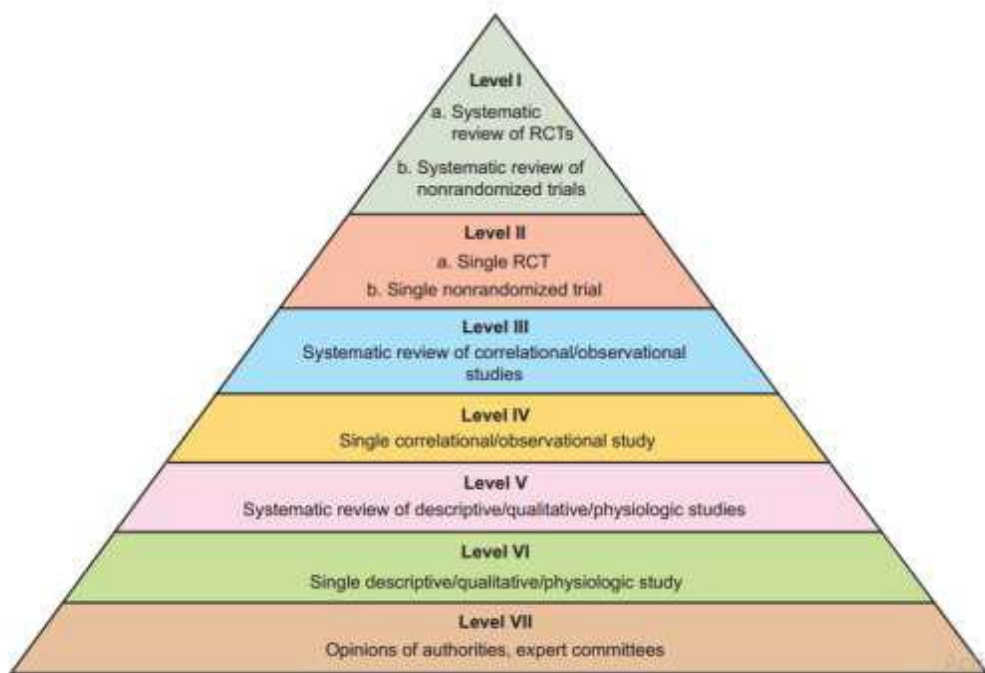 Level I
a. Systematic
review of RCTs
b. Systematic review of
nonrandomized trials
Level II
a. Single RCT
b. Single nonrandomized trial
Level III
Systematic review of correlational/observational
studies
Level IV
Single correlational/observational study
Level V
Systematic review of descriptive/qualitative/physiologic studies
Level VI
Single descriptive/qualitative/physiologic study
Level VII
Opinions of authorities, expert committees